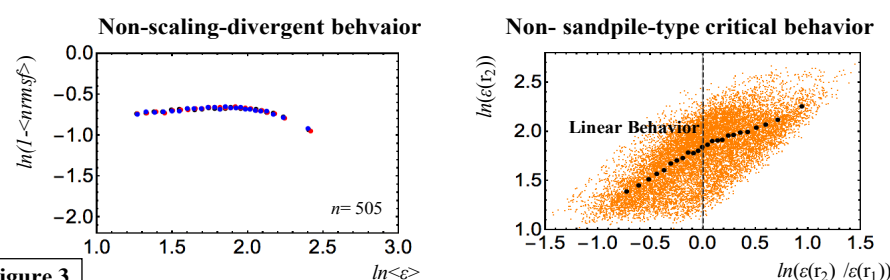 Non-scaling-divergent behvaior
Non- sandpile-type critical behavior
ln(1-<nrmsf>)
0.0
-0.5
-1.0
-1.5
-2.0
n= 505
1.0 1.5 2.0 2.5 3.0
ln<ε>
ln(ε(r₂))
2.5
2.0
1.5
1.0
Linear Behavior
-1.5 -1.0 -0.5 0.0 0.5 1.0 1.5
ln(ε(r₂) /ε(r₁))
igure 3